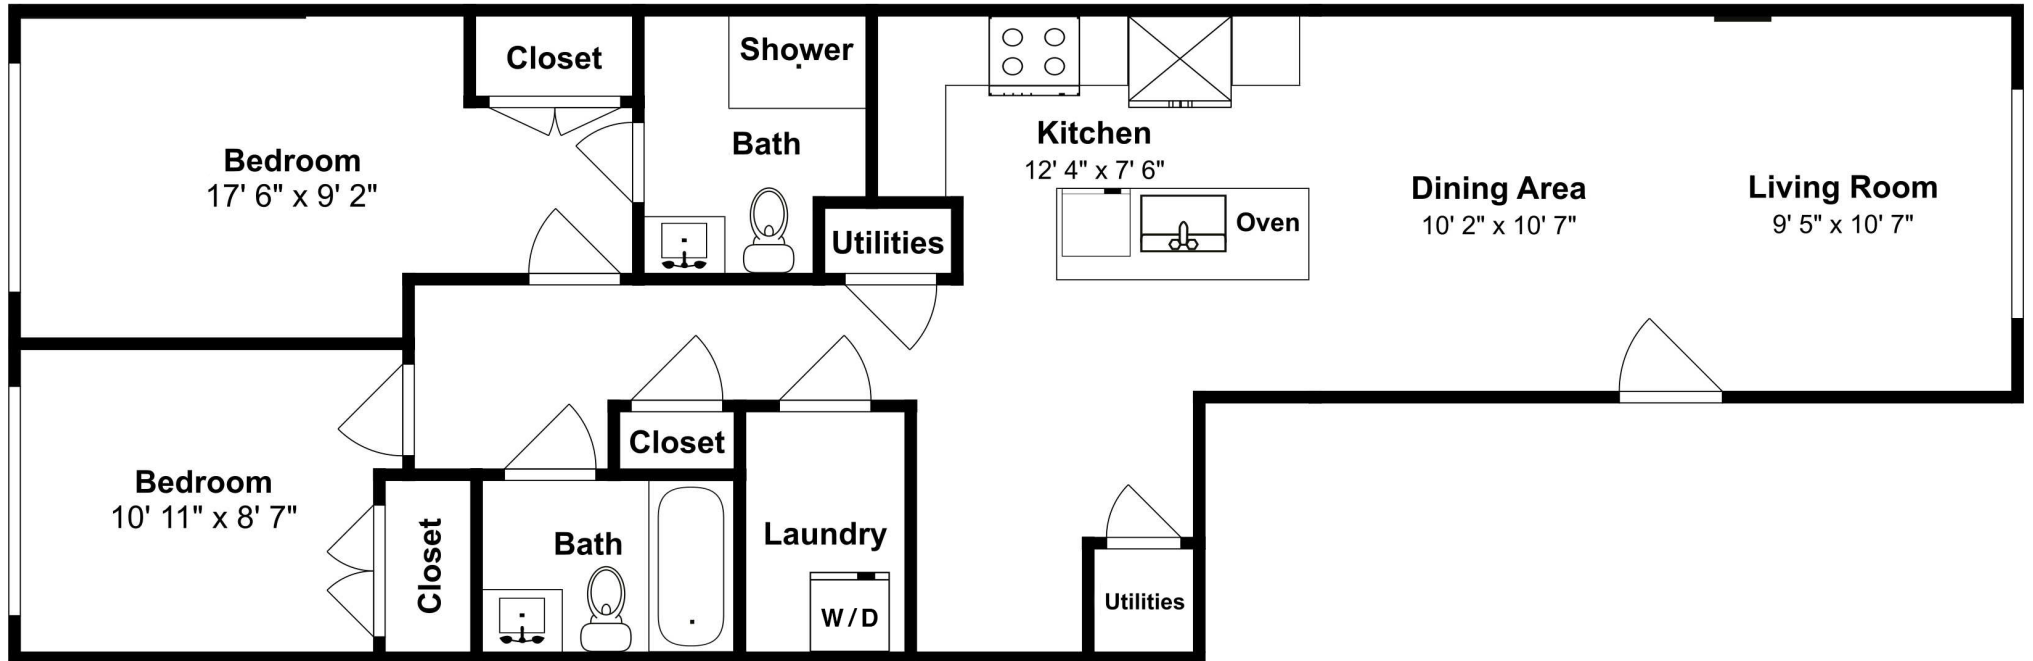 Closet
Shower
Bedroom
17' 6" x 9' 2"
Bath
Utilities
Kitchen
12' 4" x 7' 6"
Oven
Dining Area
10' 2" x 10' 7"
Living Room
9' 5" x 10' 7"
Bedroom
10' 11" x 8' 7"
Closet
Closet
Bath
Laundry
W / D
Utilities